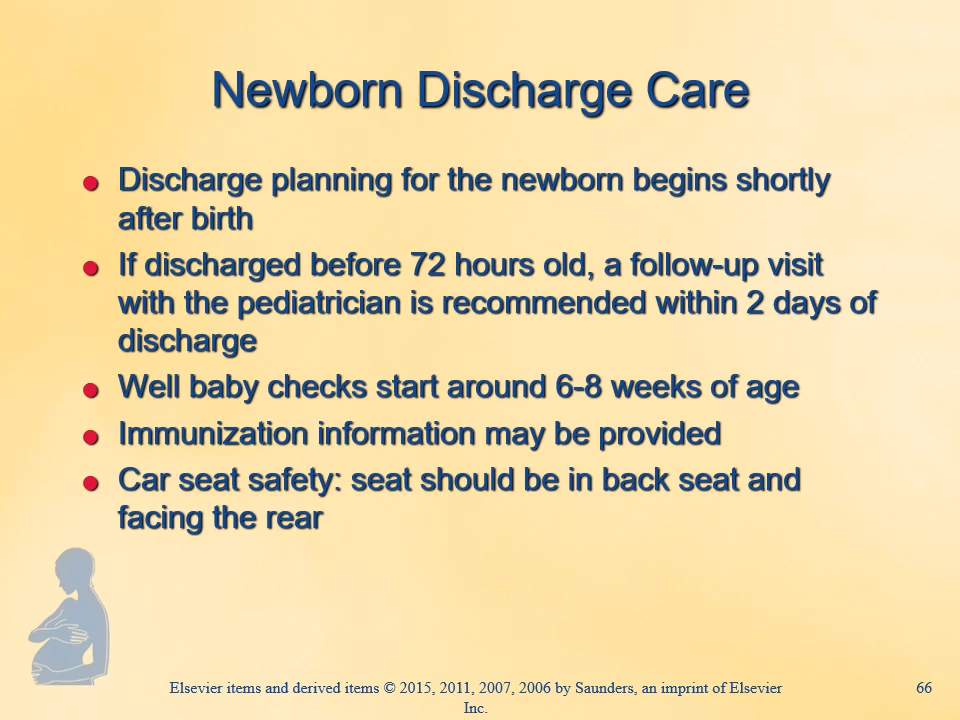 Newborn Discharge Care
● Discharge planning for the newborn begins shortly
after birth
● If discharged before 72 hours old, a follow-up visit
with the pediatrician is recommended within 2 days of
discharge
● Well baby checks start around 6-8 weeks of age
● Immunization information may be provided
● Car seat safety: seat should be in back seat and
facing the rear
Elsevier items and derived items © 2015, 2011, 2007, 2006 by Saunders, an imprint of Elsevier
Inc.
66